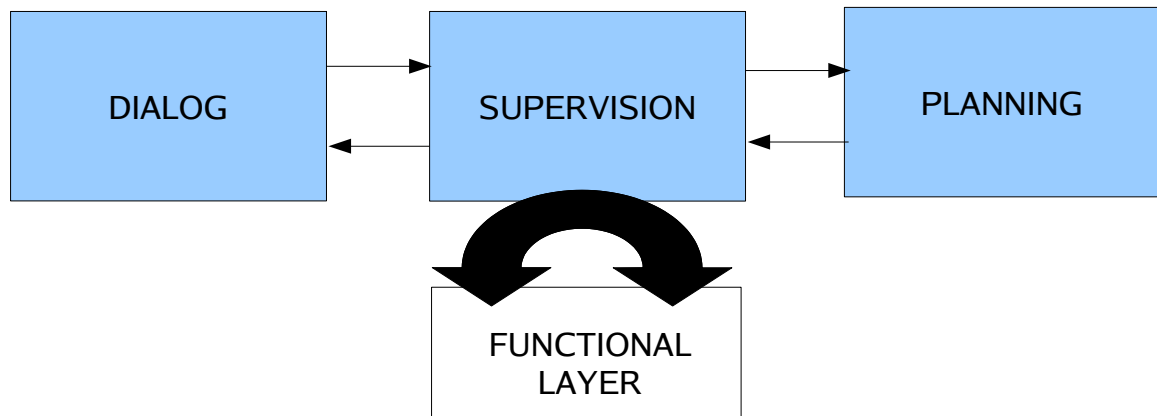 DIALOG
SUPERVISION
PLANNING
FUNCTIONAL
LAYER